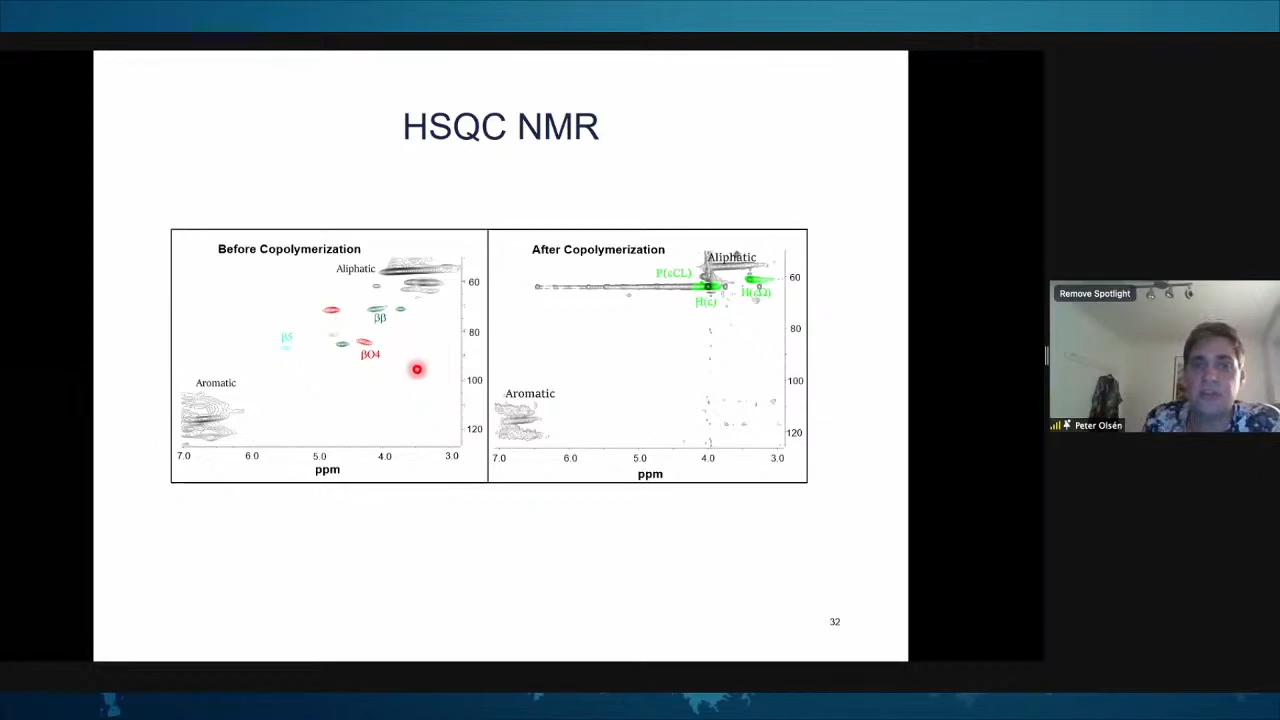 HSQC NMR
Before Copolymerization
Aliphatic
60
ββ
80
β5
βO4
100
Aromatic
120
7.0 6.0 5.0 4.0 3.0
ppm
After Copolymerization
Aliphatic
P(εCL)
60
H(ε)
H(εΩ)
80
100
Aromatic
120
7.0 6.0 5.0 4.0 3.0
ppm
32
Remove Spotlight
Peter Olsén